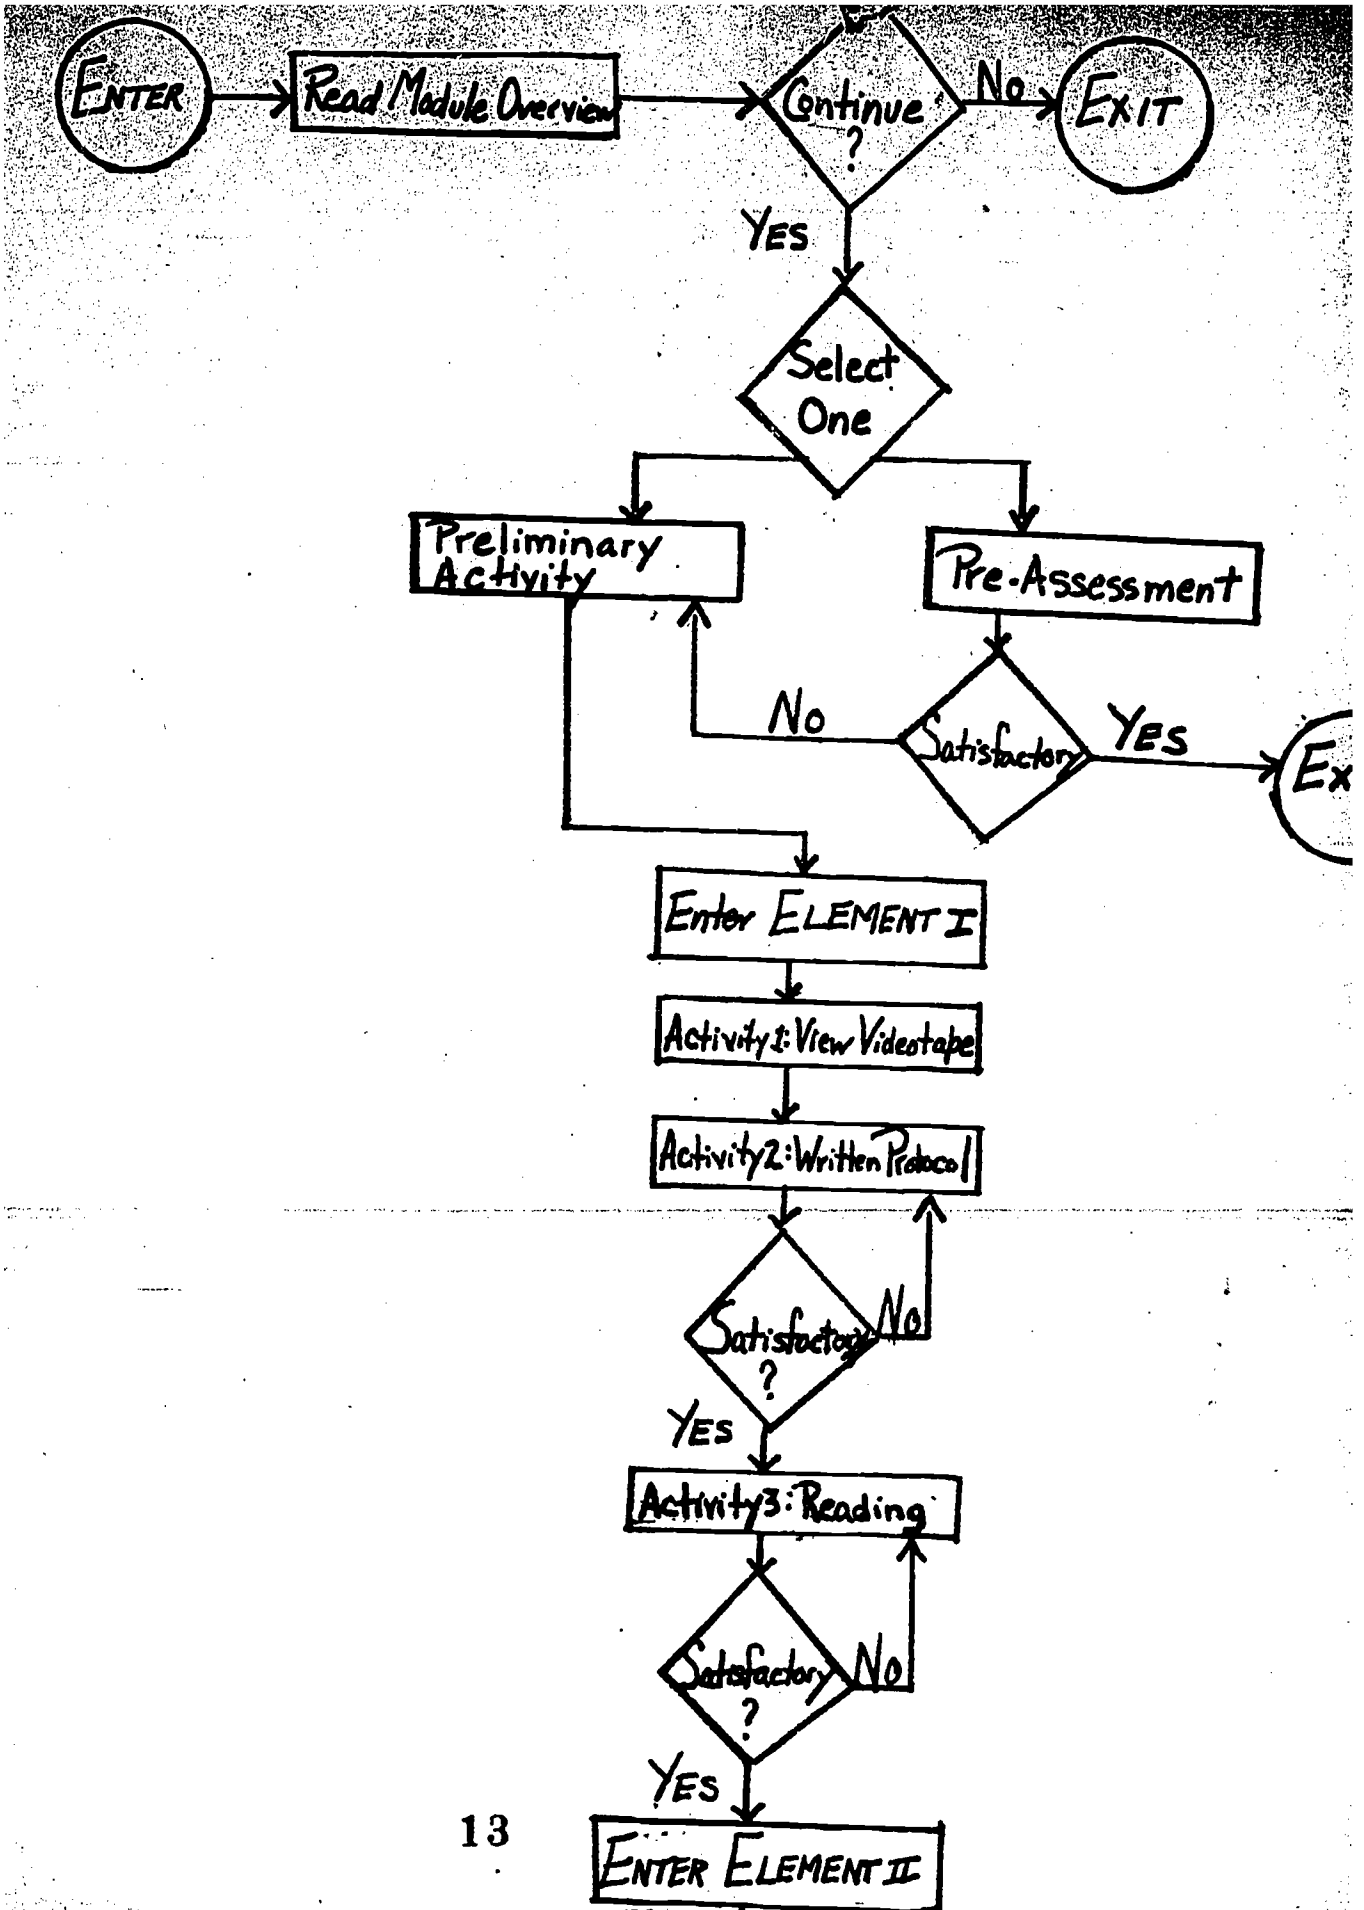 ENTER
Read Module Overview
Continue
?
No
EXIT
YES
Select
One
Preliminary
Activity
Pre-Assessment
No
Satisfactory
YES
Ex
Enter ELEMENT I
Activity 1: View Videotape
Activity 2: Written Protocol
Satisfactory
?
No
YES
Activity 3: Reading
Satisfactory
?
No
YES
13
ENTER ELEMENT II